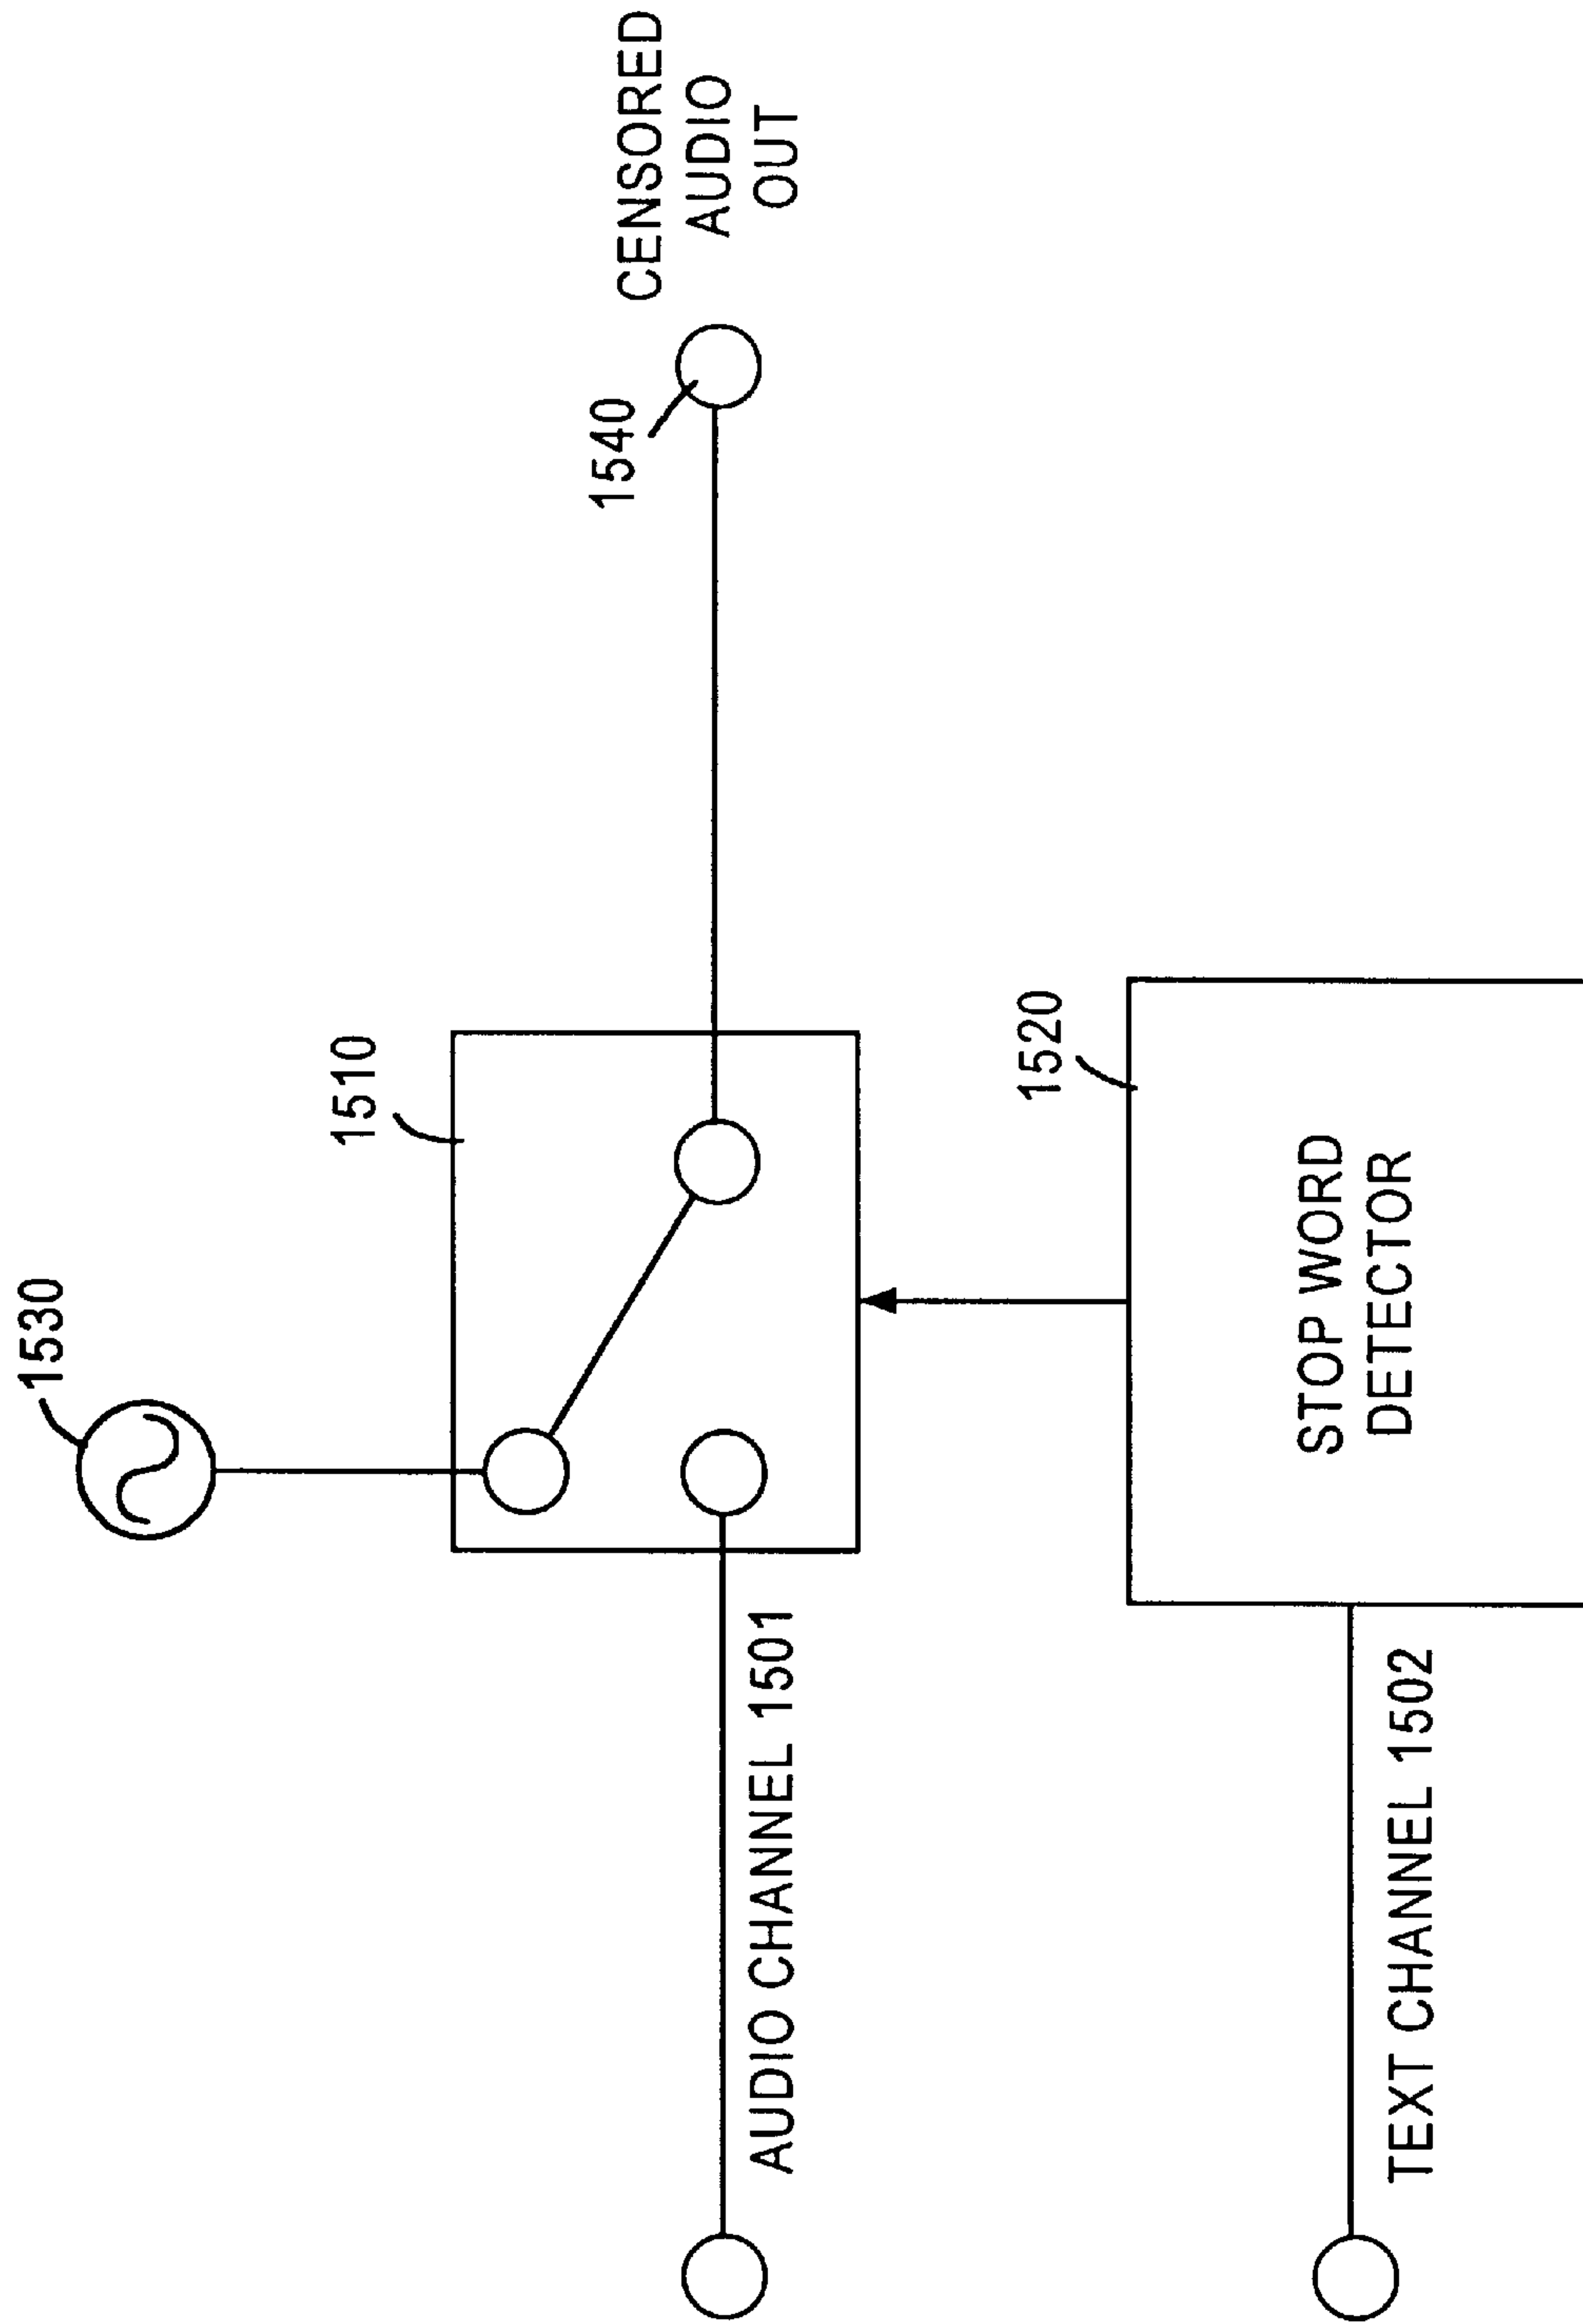 1530
1510
1540
CENSORED
AUDIO
OUT
AUDIO CHANNEL 1501
1520
STOP WORD
DETECTOR
TEXT CHANNEL 1502